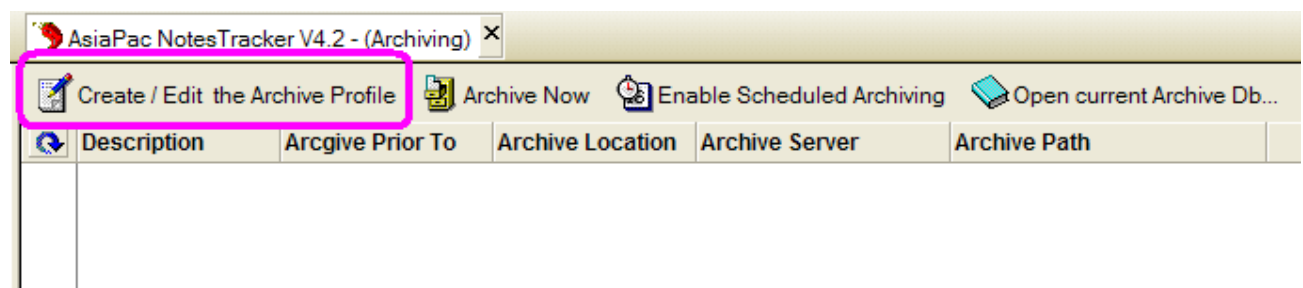 AsiaPac NotesTracker V4.2 - (Archiving)
Create / Edit the Archive Profile Archive Now Enable Scheduled Archiving Open current Archive Db...
Description Arcgive Prior To Archive Location Archive Server Archive Path